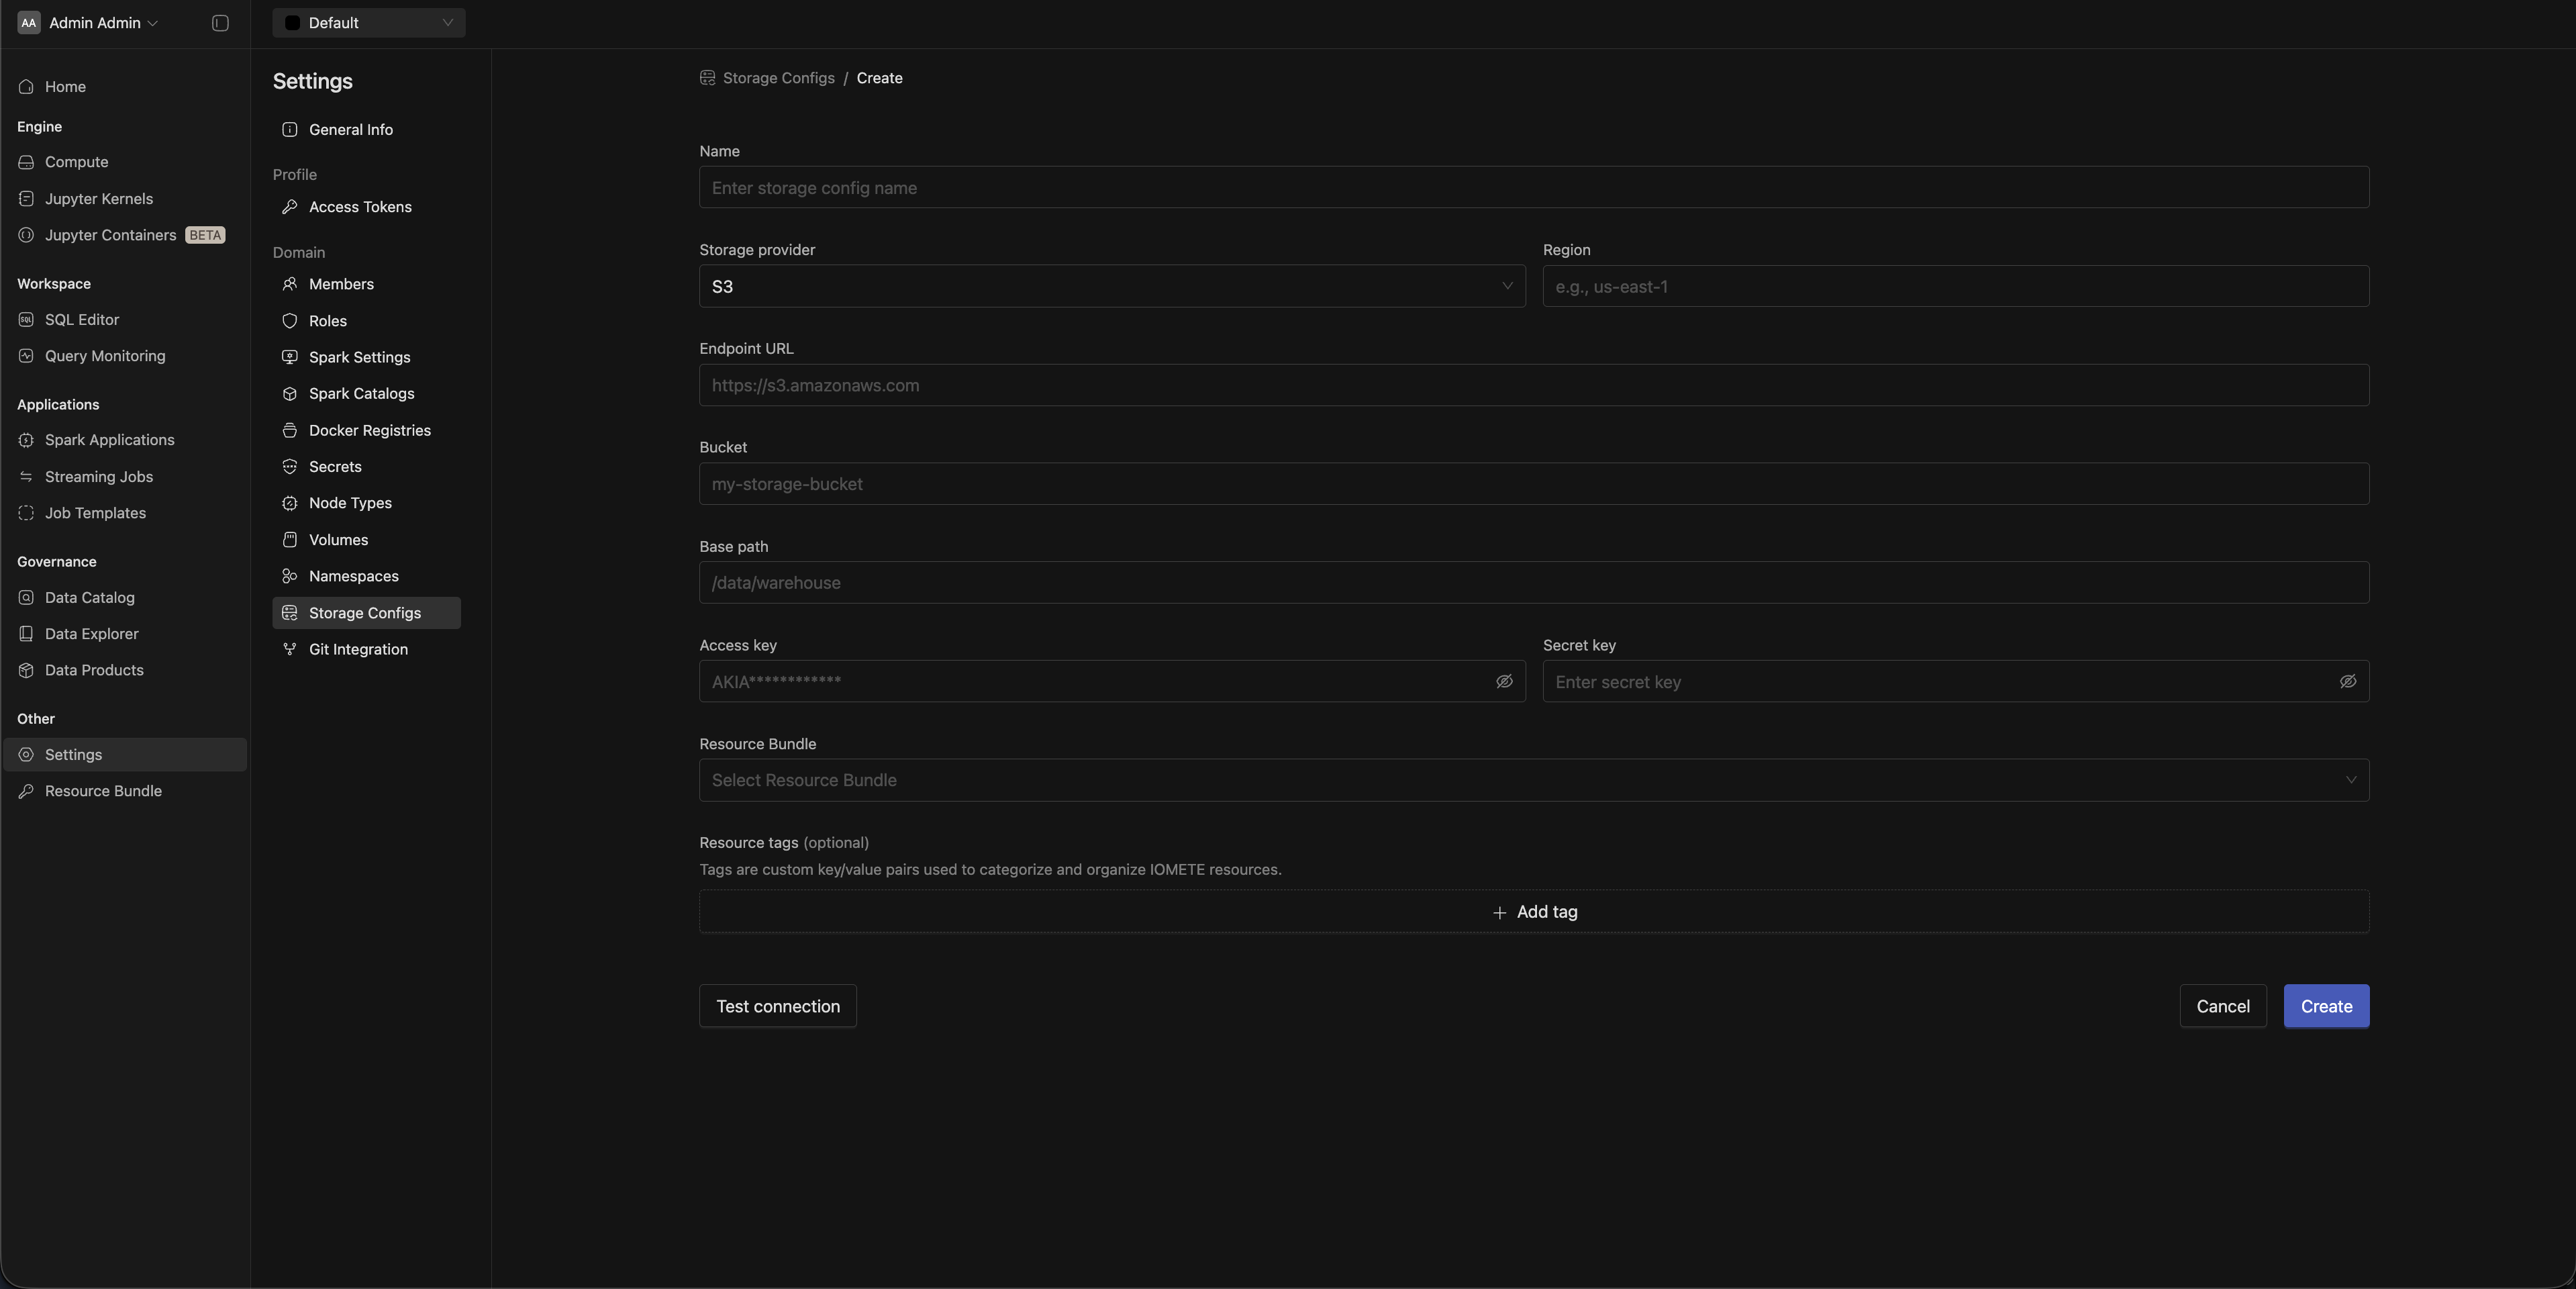 AA Admin Admin
Default
Home
Engine
Compute
Jupyter Kernels
Jupyter Containers BETA
Workspace
SQL Editor
Query Monitoring
Applications
Spark Applications
Streaming Jobs
Job Templates
Governance
Data Catalog
Data Explorer
Data Products
Other
Settings
Resource Bundle
Settings
General Info
Profile
Access Tokens
Domain
Members
Roles
Spark Settings
Spark Catalogs
Docker Registries
Secrets
Node Types
Volumes
Namespaces
Storage Configs
Git Integration
Storage Configs / Create
Name
Enter storage config name
Storage provider
S3
Region
e.g., us-east-1
Endpoint URL
https://s3.amazonaws.com
Bucket
my-storage-bucket
Base path
/data/warehouse
Access key
AKIA************
Secret key
Enter secret key
Resource Bundle
Select Resource Bundle
Resource tags (optional)
Tags are custom key/value pairs used to categorize and organize IOMETE resources.
Add tag
Test connection
Cancel
Create